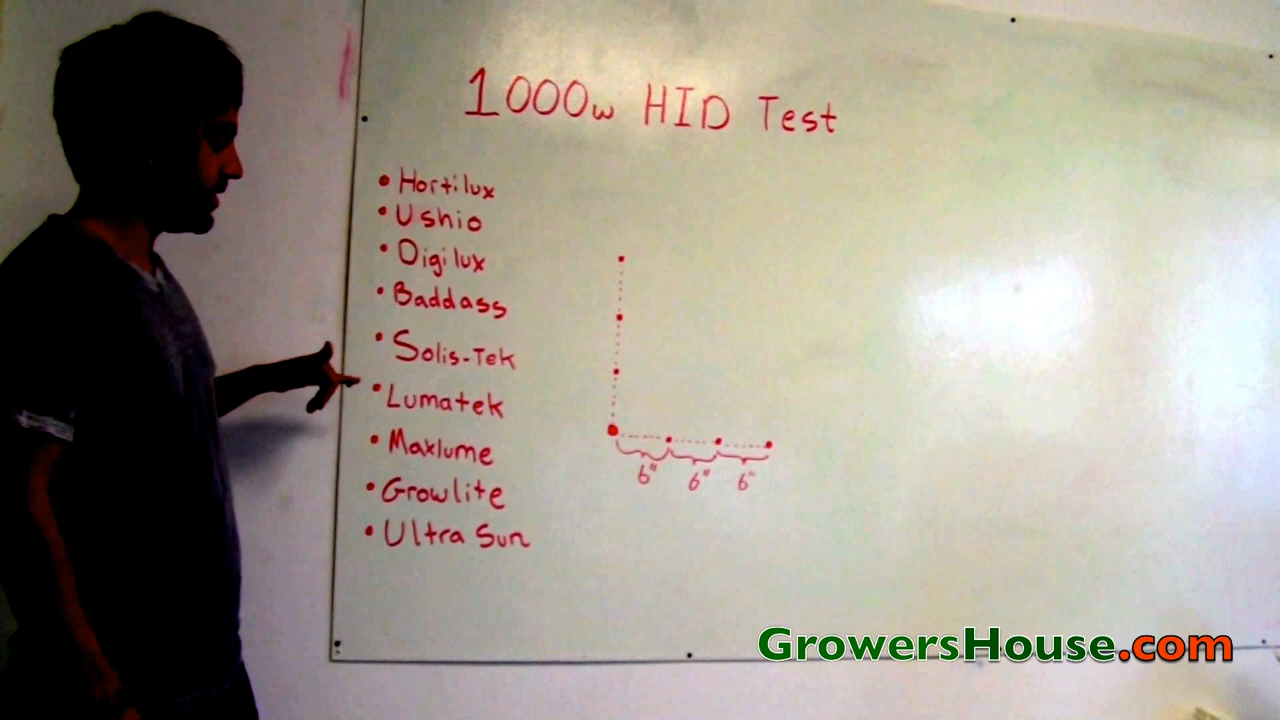 1000w HID Test
• Hortilux
• Ushio
• Digilux
• Baddass
• Solis-Tek
• Lumatek
• Maxlume
• Growlite
• Ultra Sun
6" 6" 6"
GrowersHouse.com